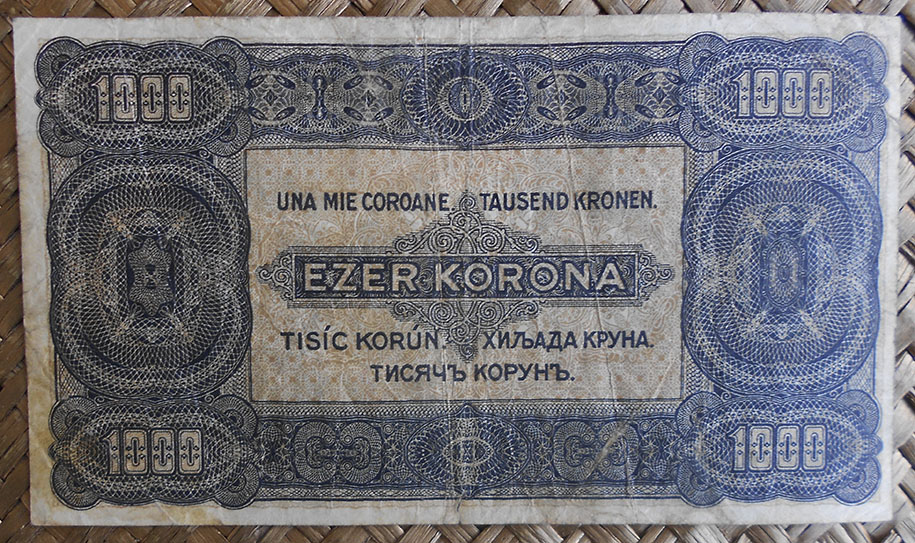 1000 1000
UNA MIE COROANE. TAUSEND KRONEN.
EZER KORONA
TISÍC KORÚN. ХИЉАДА КРУНА.
ТИСЯЧЪ КОРУНЪ.
1000 1000